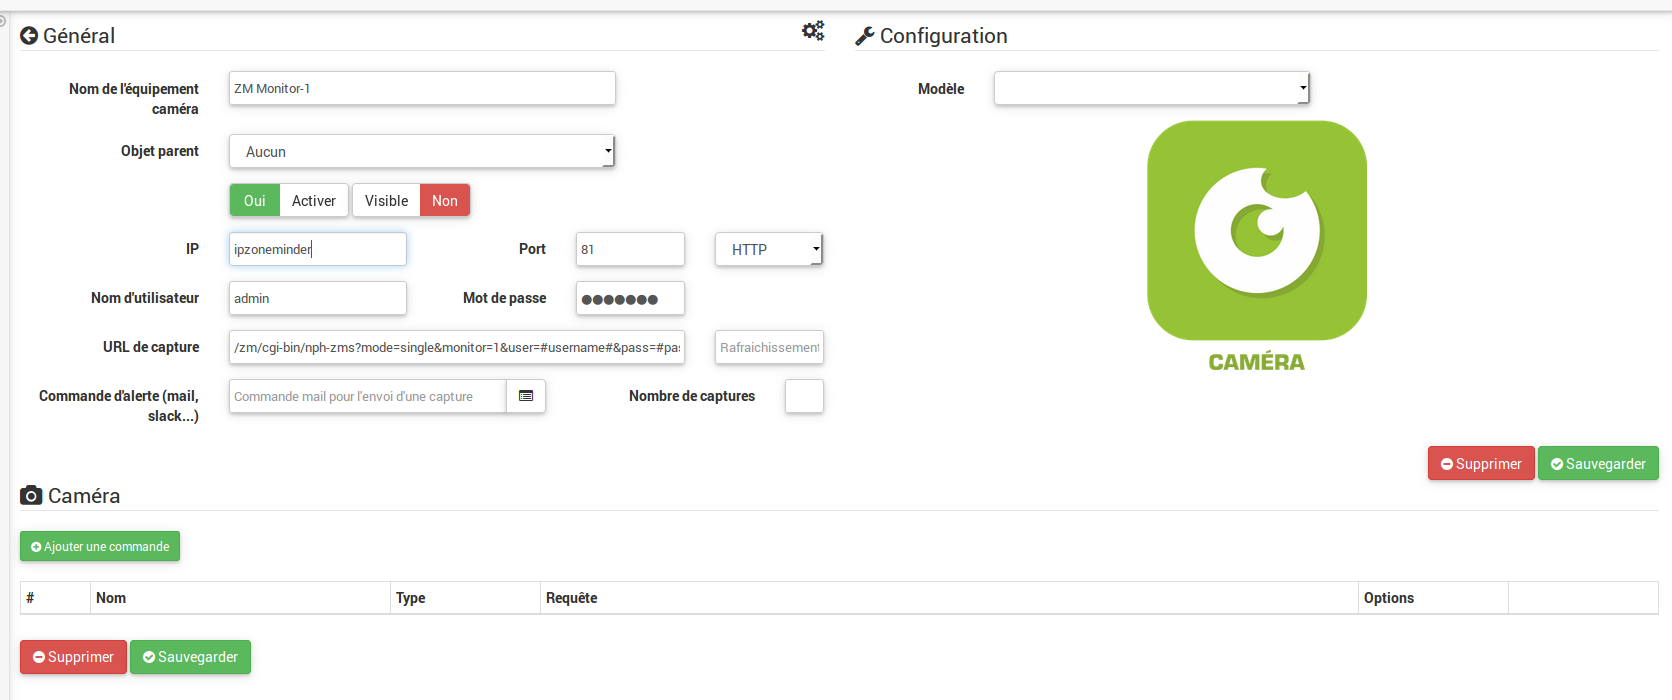 Général
Configuration
Nom de l'équipement
caméra
ZM Monitor-1
Modèle
Objet parent
Aucun
Oui Activer Visible Non
IP
ipzoneminder
Port
81
HTTP
Nom d'utilisateur
admin
Mot de passe
●●●●●●●
URL de capture
/zm/cgi-bin/nph-zms?mode=single&monitor=1&user=#username#&pass=#pas
Rafraichissement
Commande d'alerte (mail,
slack...)
Commande mail pour l'envoi d'une capture
Nombre de captures
CAMÉRA
Supprimer Sauvegarder
Caméra
Ajouter une commande
# Nom Type Requête Options
Supprimer Sauvegarder